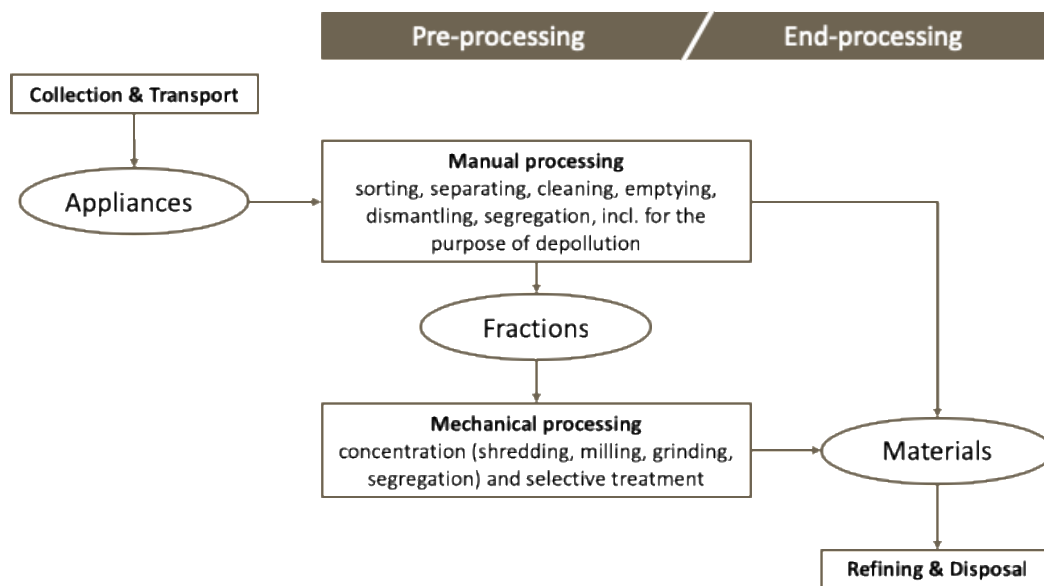 Pre-processing
End-processing
Collection & Transport
Appliances
Manual processing
sorting, separating, cleaning, emptying,
dismantling, segregation, incl. for the
purpose of depollution
Fractions
Mechanical processing
concentration (shredding, milling, grinding,
segregation) and selective treatment
Materials
Refining & Disposal